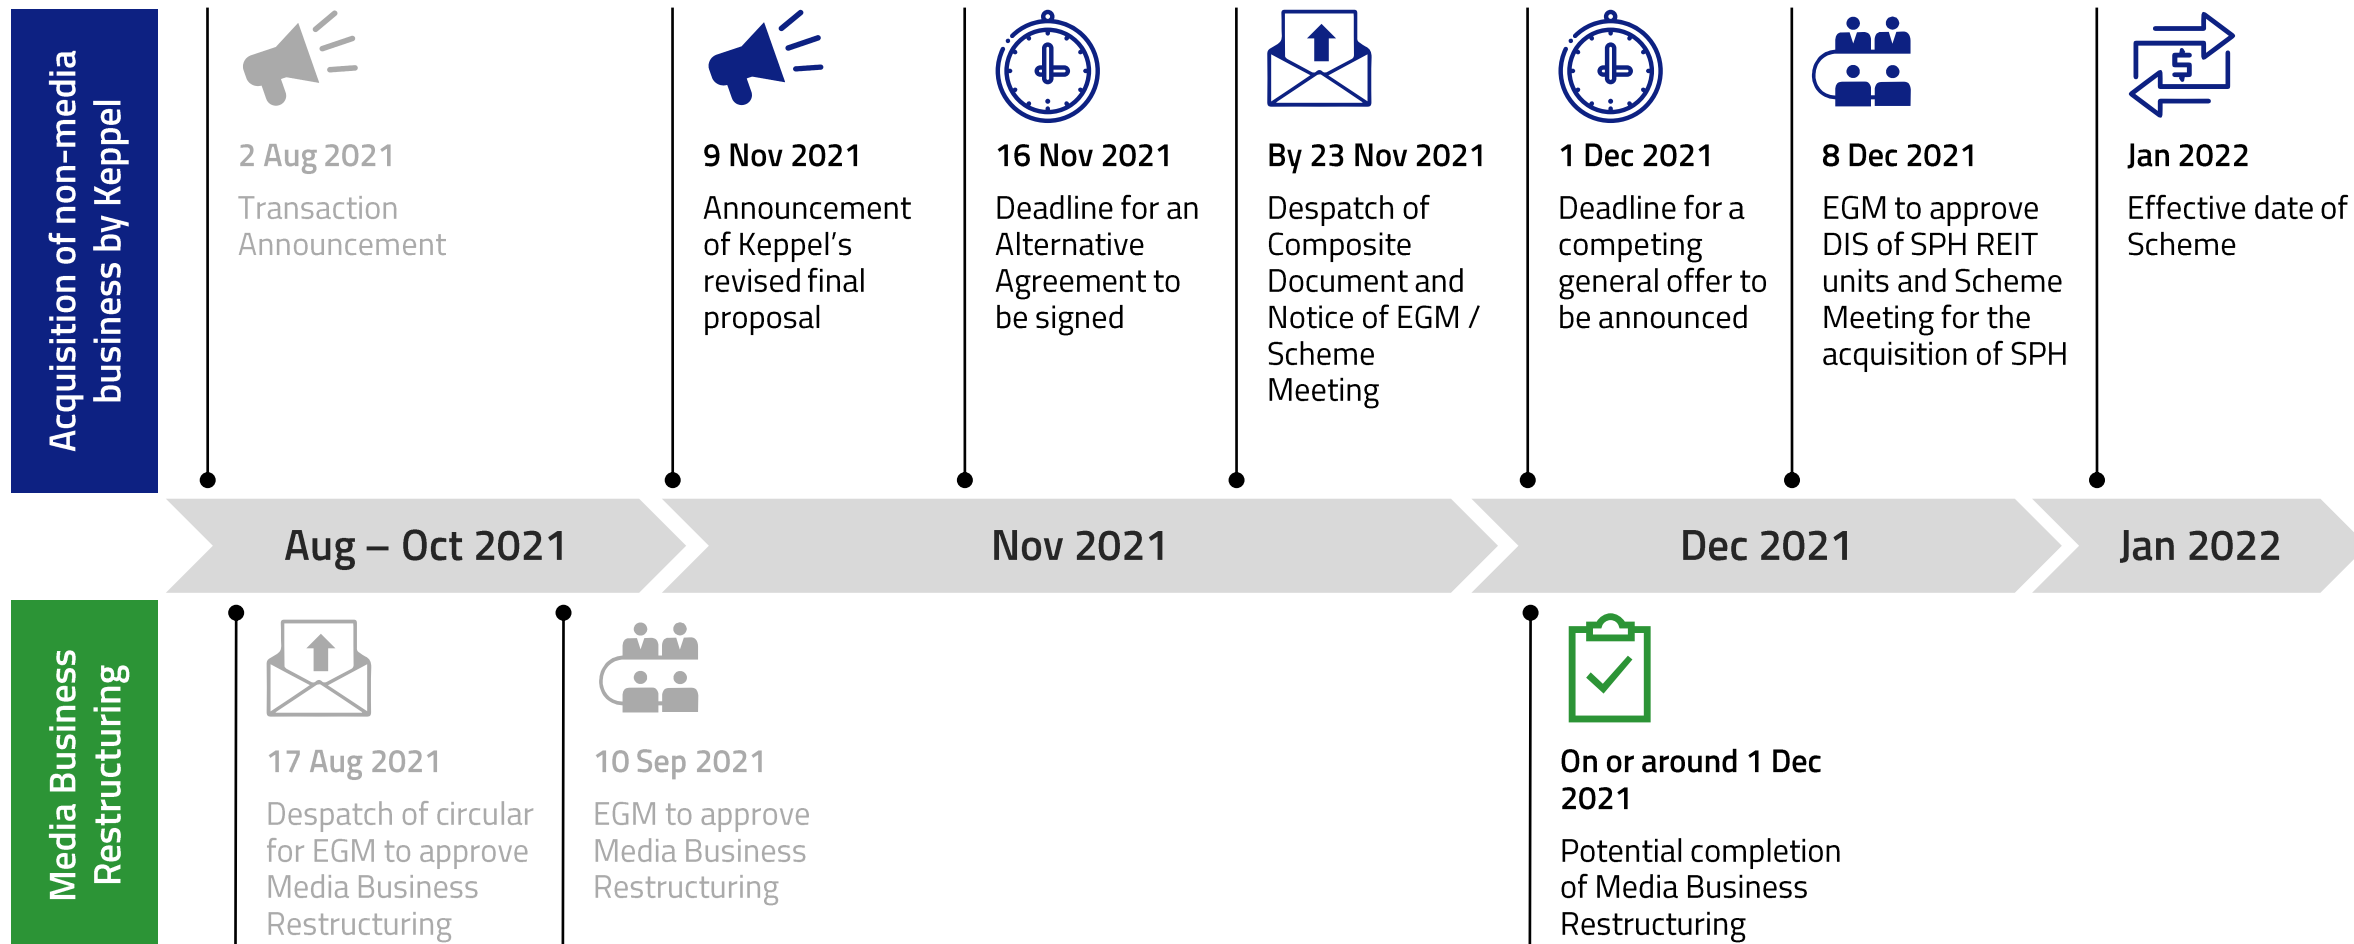 Acquisition of non-media
business by Keppel
2 Aug 2021
Transaction
Announcement
9 Nov 2021
Announcement
of Keppel’s
revised final
proposal
16 Nov 2021
Deadline for an
Alternative
Agreement to
be signed
By 23 Nov 2021
Despatch of
Composite
Document and
Notice of EGM /
Scheme
Meeting
1 Dec 2021
Deadline for a
competing
general offer to
be announced
8 Dec 2021
EGM to approve
DIS of SPH REIT
units and Scheme
Meeting for the
acquisition of SPH
$
Jan 2022
Effective date of
Scheme
Aug – Oct 2021
Nov 2021
Dec 2021
Jan 2022
Media Business
Restructuring
17 Aug 2021
Despatch of circular
for EGM to approve
Media Business
Restructuring
10 Sep 2021
EGM to approve
Media Business
Restructuring
On or around 1 Dec
2021
Potential completion
of Media Business
Restructuring